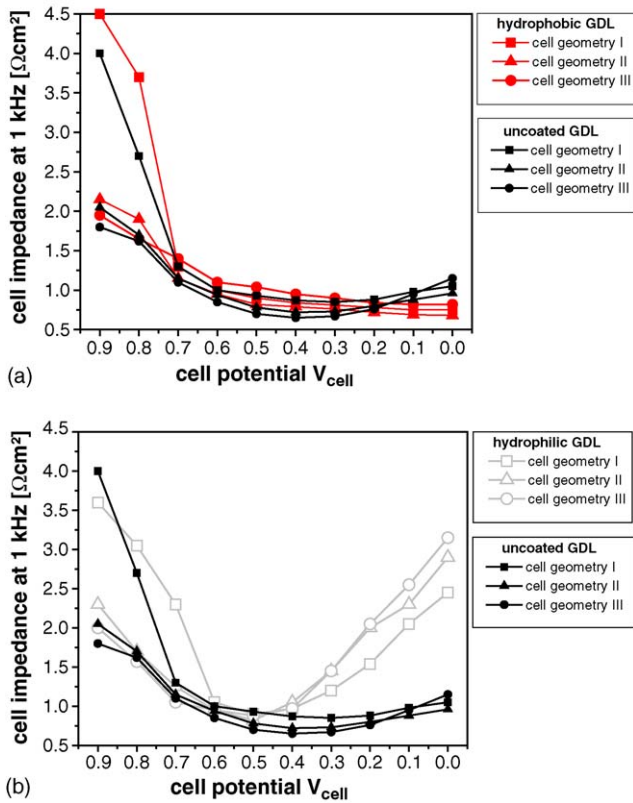 4.5
4.0
3.5
3.0
2.5
2.0
1.5
1.0
0.5
cell impedance at 1 kHz [Ωcm²]
0.9 0.8 0.7 0.6 0.5 0.4 0.3 0.2 0.1 0.0
cell potential Vcell
(a)
hydrophobic GDL
cell geometry I
cell geometry II
cell geometry III
uncoated GDL
cell geometry I
cell geometry II
cell geometry III
4.5
4.0
3.5
3.0
2.5
2.0
1.5
1.0
0.5
cell impedance at 1 kHz [Ωcm²]
0.9 0.8 0.7 0.6 0.5 0.4 0.3 0.2 0.1 0.0
cell potential Vcell
(b)
hydrophilic GDL
cell geometry I
cell geometry II
cell geometry III
uncoated GDL
cell geometry I
cell geometry II
cell geometry III